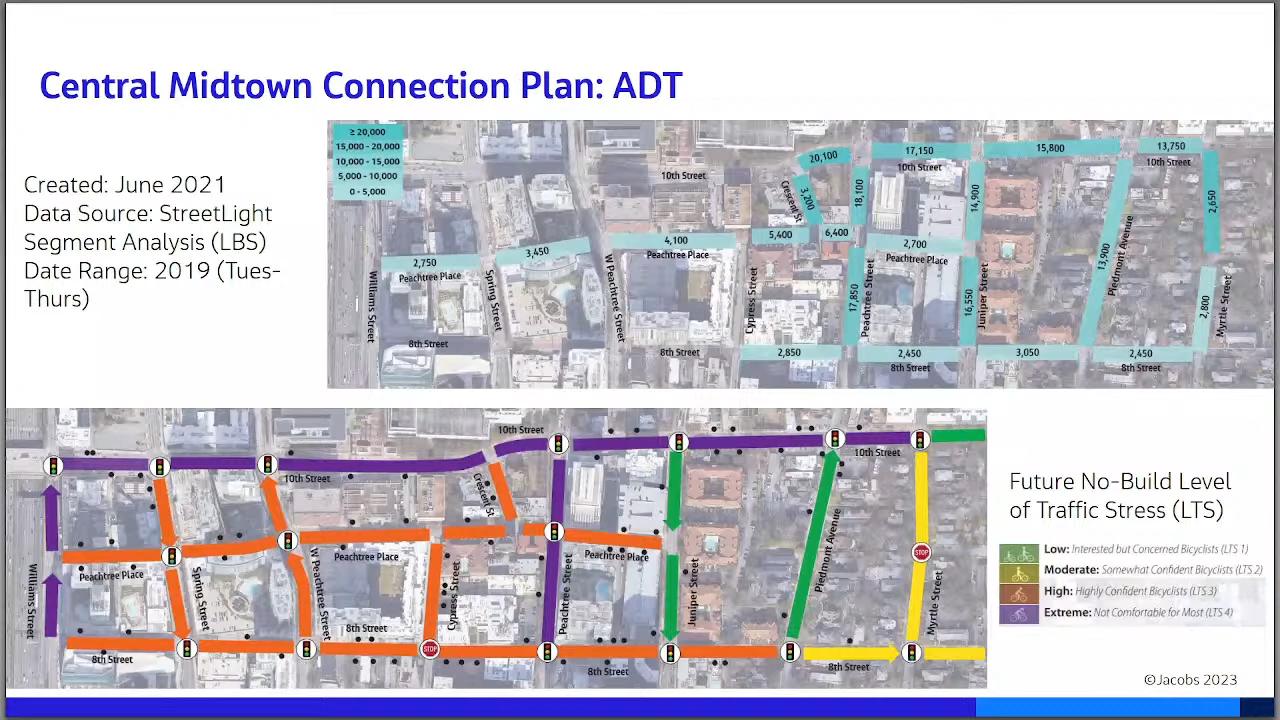 Central Midtown Connection Plan: ADT
Created: June 2021
Data Source: StreetLight
Segment Analysis (LBS)
Date Range: 2019 (Tues-
Thurs)
≥ 20,000
15,000 - 20,000
10,000 - 15,000
5,000 - 10,000
0 - 5,000
20,100
17,150
15,800
13,750
10th Street
10th Street
10th Street
Crescent St
3,200
18,100
14,900
2,650
5,400
6,400
4,100
2,700
3,450
2,750
Peachtree Place
Peachtree Place
Peachtree Place
Williams Street
Spring Street
W Peachtree Street
Cypress Street
17,850
Peachtree Street
16,550
Juniper Street
13,900
Piedmont Avenue
2,800
Myrtle Street
8th Street
8th Street
2,850
2,450
3,050
2,450
8th Street
8th Street
10th Street
10th Street
10th Street
Crescent St
Peachtree Place
Peachtree Place
Peachtree Place
Williams Street
Spring Street
W Peachtree Street
Cypress Street
Peachtree Street
Juniper Street
Piedmont Avenue
STOP
Myrtle Street
8th Street
STOP
8th Street
8th Street
8th Street
Future No-Build Level
of Traffic Stress (LTS)
Low: Interested but Concerned Bicyclists (LTS 1)
Moderate: Somewhat Confident Bicyclists (LTS 2)
High: Highly Confident Bicyclists (LTS 3)
Extreme: Not Comfortable for Most (LTS 4)
©Jacobs 2023